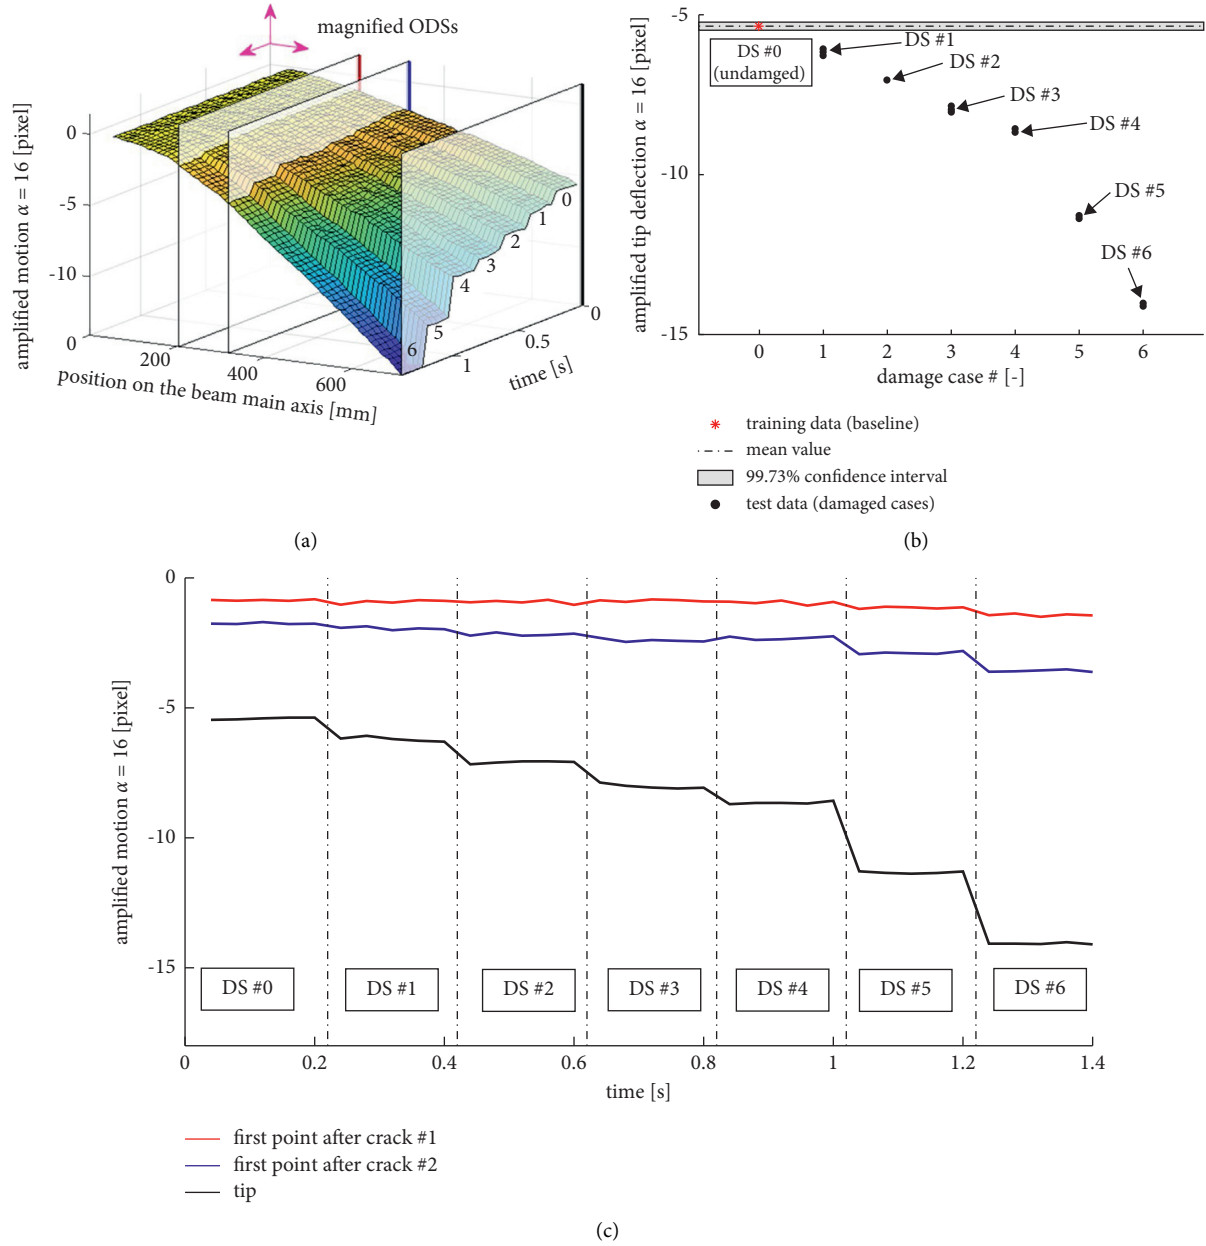 magnified ODSs
amplified motion α = 16 [pixel]
0
-5
-10
0
200
400
600
position on the beam main axis [mm]
0
1
2
3
4
5
6
0
0.5
1
time [s]
(a)
amplified tip deflection α = 16 [pixel]
-5
-10
-15
DS #0
(undamged)
DS #1
DS #2
DS #3
DS #4
DS #5
DS #6
0 1 2 3 4 5 6
damage case # [-]
training data (baseline)
mean value
99.73% confidence interval
test data (damaged cases)
(b)
amplified motion α = 16 [pixel]
0
-5
-10
-15
DS #0 DS #1 DS #2 DS #3 DS #4 DS #5 DS #6
0 0.2 0.4 0.6 0.8 1 1.2 1.4
time [s]
first point after crack #1
first point after crack #2
tip
(c)